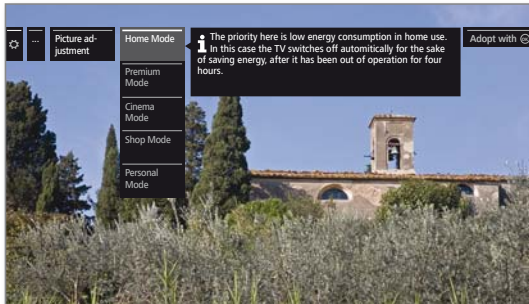 ...
Picture ad-
justment
Home Mode
Premium
Mode
Cinema
Mode
Shop Mode
Personal
Mode
i The priority here is low energy consumption in home use.
In this case the TV switches off automitically for the sake
of saving energy, after it has been out of operation for four
hours.
Adopt with OK